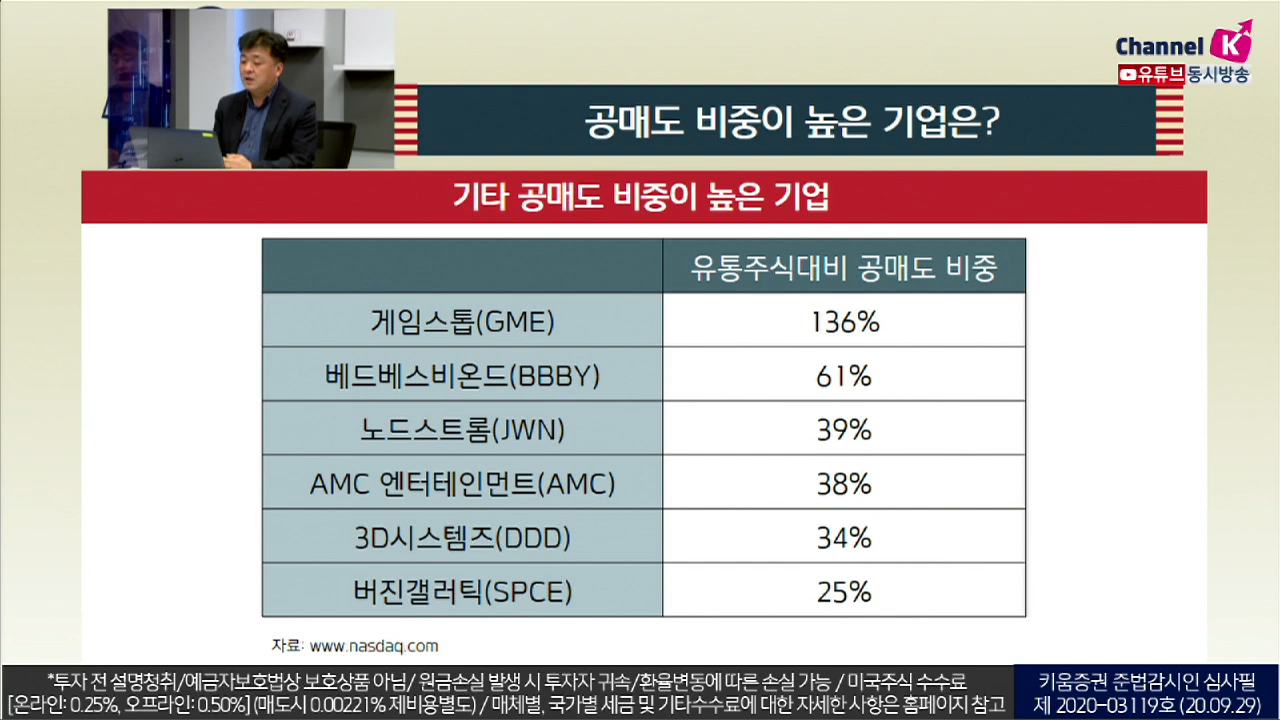 Channel K
유튜브 동시방송
공매도 비중이 높은 기업은?
기타 공매도 비중이 높은 기업
유통주식대비 공매도 비중
게임스톱(GME) 136%
베드베스비온드(BBBY) 61%
노드스트롬(JWN) 39%
AMC 엔터테인먼트(AMC) 38%
3D시스템즈(DDD) 34%
버진갤러틱(SPCE) 25%
자료: www.nasdaq.com
*투자 전 설명청취/예금자보호법상 보호상품 아님/ 원금손실 발생 시 투자자 귀속/환율변동에 따른 손실 가능 / 미국주식 수수료
[온라인: 0.25%, 오프라인: 0.50%] (매도시 0.00221% 제비용별도) / 매체별, 국가별 세금 및 기타수수료에 대한 자세한 사항은 홈페이지 참고
키움증권 준법감시인 심사필
제 2020-03119호 (20.09.29)